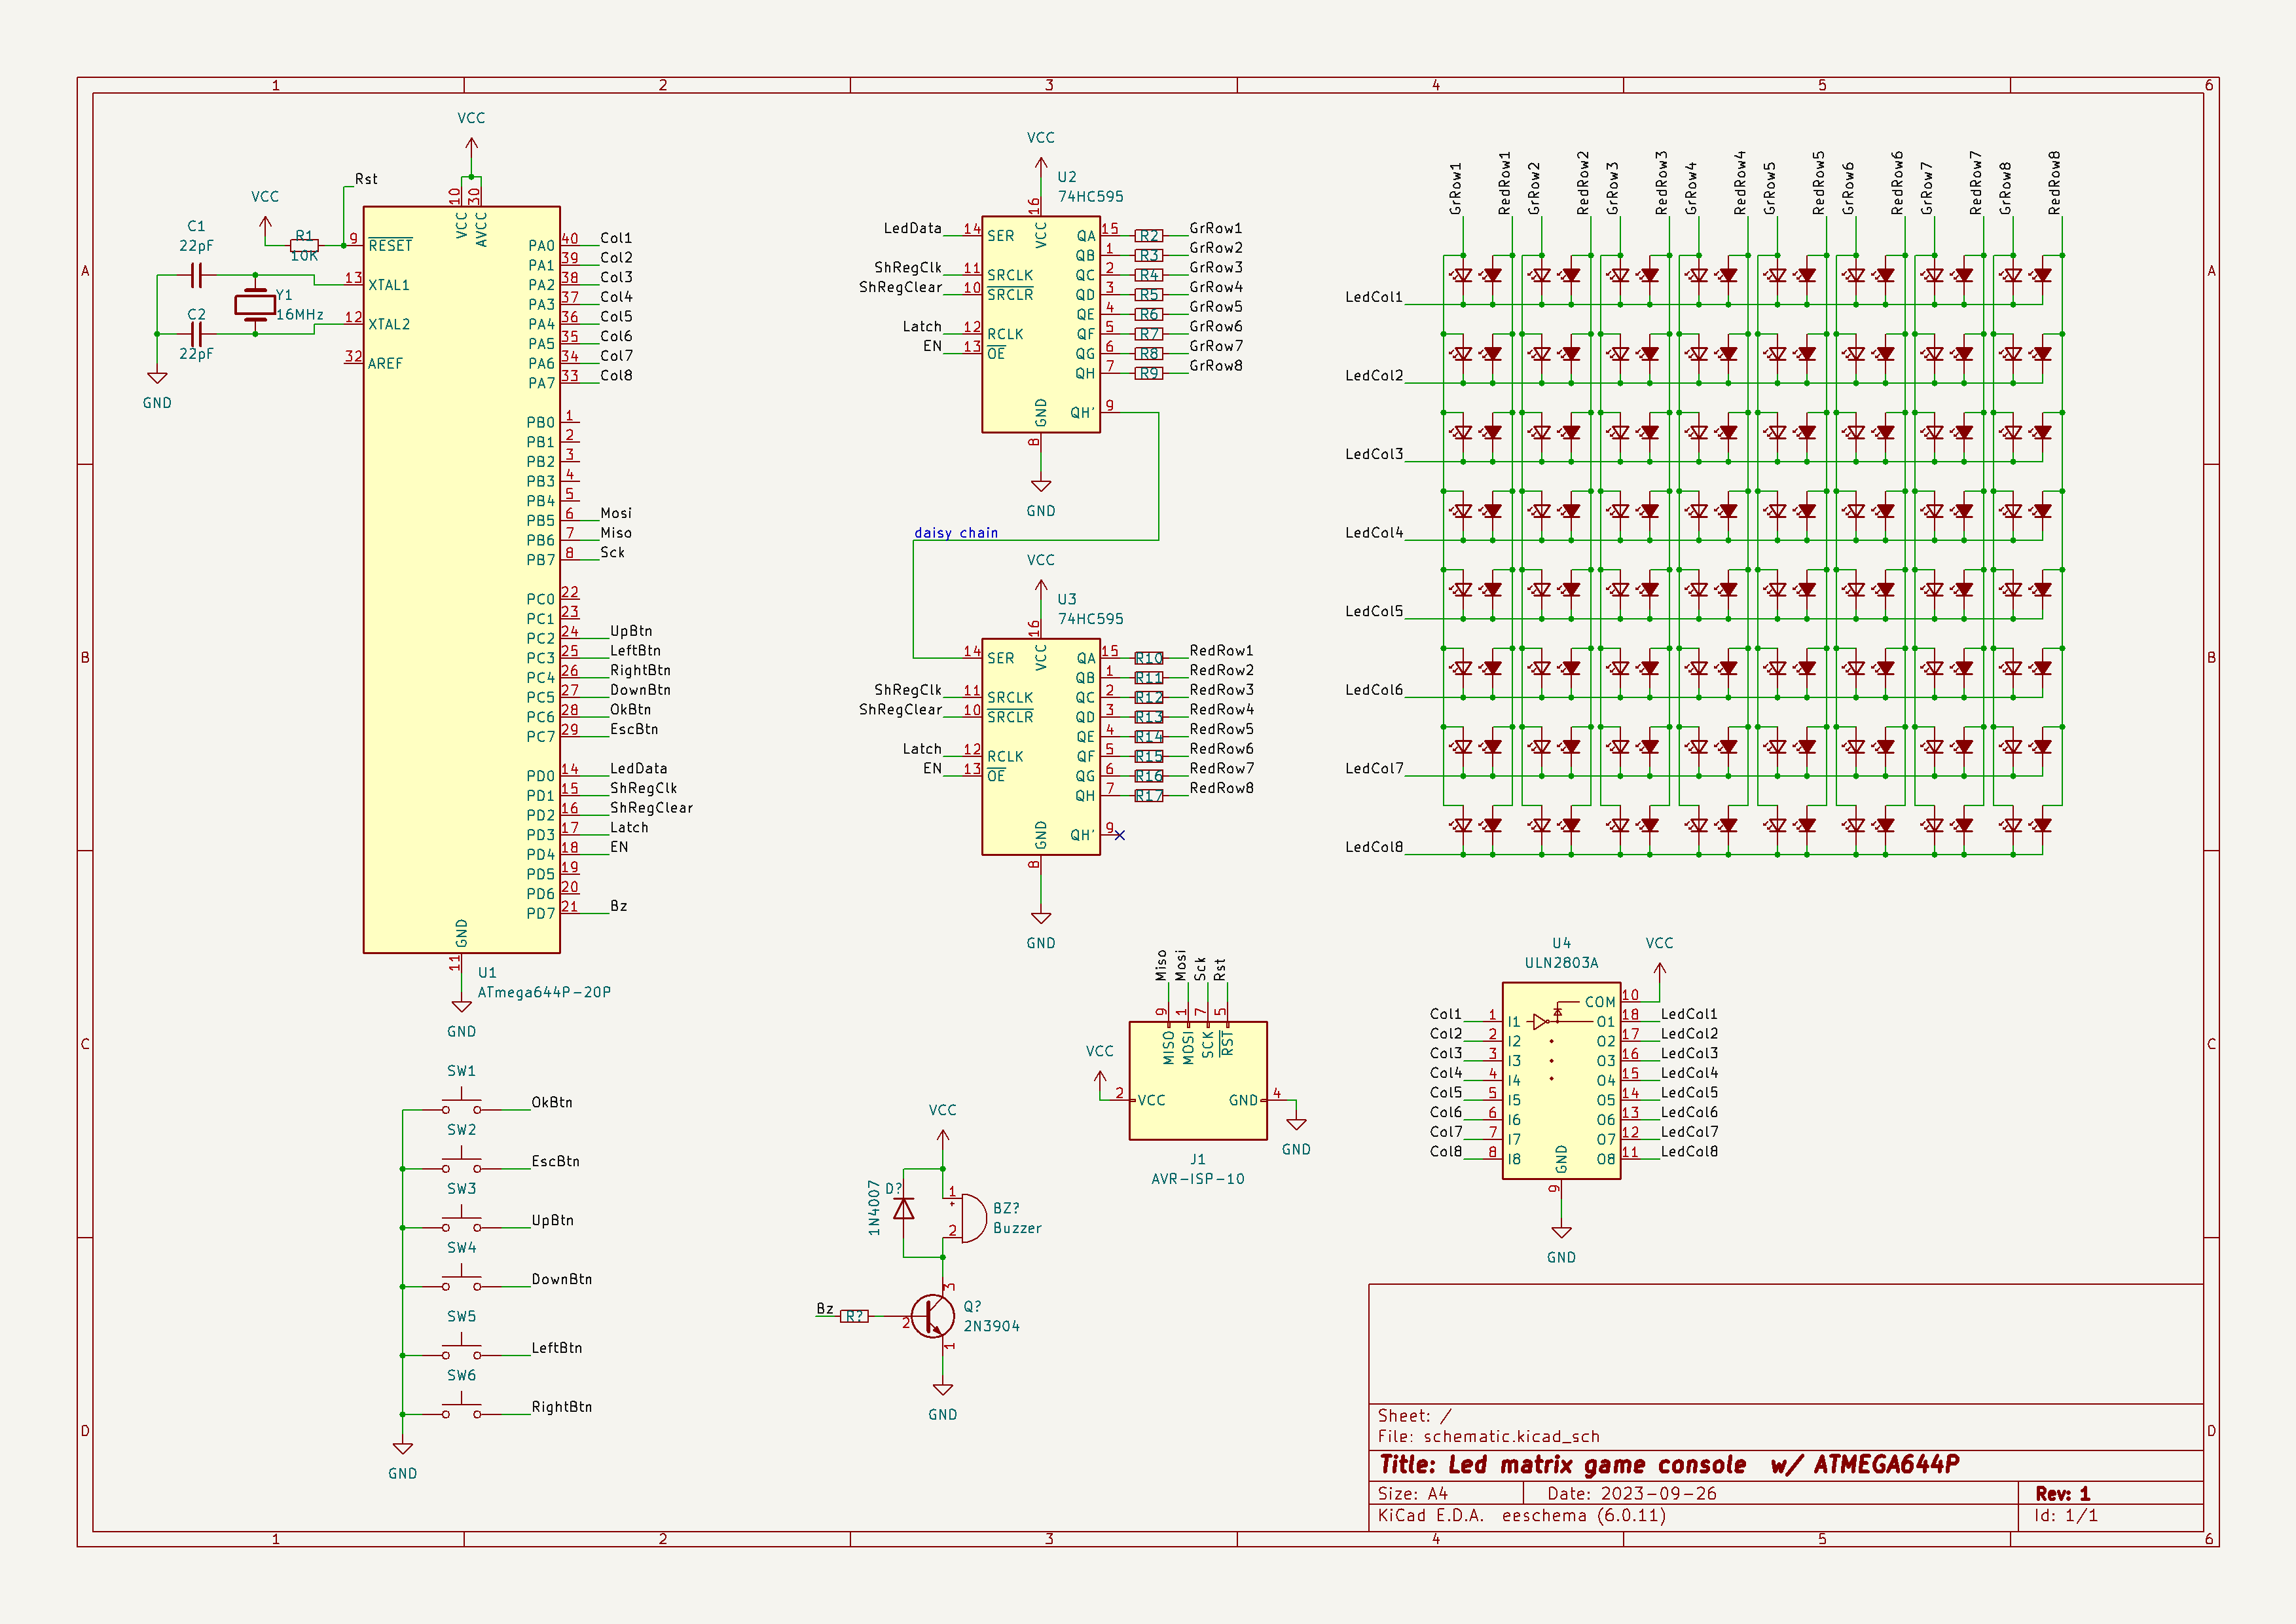 1 2 3 4 5 6
A
B
C
D
VCC
Rst
VCC
R1
10K
C1
22pF
Y1
16MHz
C2
22pF
GND
9 RESET
13 XTAL1
12 XTAL2
32 AREF
10 VCC
30 AVCC
PA0 40 Col1
PA1 39 Col2
PA2 38 Col3
PA3 37 Col4
PA4 36 Col5
PA5 35 Col6
PA6 34 Col7
PA7 33 Col8
PB0 1
PB1 2
PB2 3
PB3 4
PB4 5
PB5 6 Mosi
PB6 7 Miso
PB7 8 Sck
PC0 22
PC1 23
PC2 24 UpBtn
PC3 25 LeftBtn
PC4 26 RightBtn
PC5 27 DownBtn
PC6 28 OkBtn
PC7 29 EscBtn
PD0 14 LedData
PD1 15 ShRegClk
PD2 16 ShRegClear
PD3 17 Latch
PD4 18 EN
PD5 19
PD6 20
PD7 21 Bz
GND
11
U1
ATmega644P-20P
GND
SW1
OkBtn
SW2
EscBtn
SW3
UpBtn
SW4
DownBtn
SW5
LeftBtn
SW6
RightBtn
GND
VCC
U2
74HC595
16 VCC
LedData 14 SER
ShRegClk 11 SRCLK
ShRegClear 10 SRCLR
Latch 12 RCLK
EN 13 OE
QA 15 R2 GrRow1
QB 1 R3 GrRow2
QC 2 R4 GrRow3
QD 3 R5 GrRow4
QE 4 R6 GrRow5
QF 5 R7 GrRow6
QG 6 R8 GrRow7
QH 7 R9 GrRow8
QH' 9
GND
8
GND
daisy chain
VCC
U3
74HC595
16 VCC
14 SER
ShRegClk 11 SRCLK
ShRegClear 10 SRCLR
Latch 12 RCLK
EN 13 OE
QA 15 R10 RedRow1
QB 1 R11 RedRow2
QC 2 R12 RedRow3
QD 3 R13 RedRow4
QE 4 R14 RedRow5
QF 5 R15 RedRow6
QG 6 R16 RedRow7
QH 7 R17 RedRow8
QH' 9
GND
8
GND
Miso Mosi Sck Rst
9 1 7 5
MISO MOSI SCK RST
VCC
2 VCC
GND 4
GND
J1
AVR-ISP-10
VCC
1N4007
D?
1
+
2
BZ?
Buzzer
3
Bz R? 2
Q?
2N3904
1
GND
GrRow1 RedRow1 GrRow2 RedRow2 GrRow3 RedRow3 GrRow4 RedRow4 GrRow5 RedRow5 GrRow6 RedRow6 GrRow7 RedRow7 GrRow8 RedRow8
LedCol1
LedCol2
LedCol3
LedCol4
LedCol5
LedCol6
LedCol7
LedCol8
U4
ULN2803A
VCC
COM 10
Col1 1 I1 O1 18 LedCol1
Col2 2 I2 O2 17 LedCol2
Col3 3 I3 O3 16 LedCol3
Col4 4 I4 O4 15 LedCol4
Col5 5 I5 O5 14 LedCol5
Col6 6 I6 O6 13 LedCol6
Col7 7 I7 O7 12 LedCol7
Col8 8 I8 O8 11 LedCol8
GND
9
GND
Sheet: /
File: schematic.kicad_sch
Title: Led matrix game console w/ ATMEGA644P
Size: A4 Date: 2023-09-26 Rev: 1
KiCad E.D.A. eeschema (6.0.11) Id: 1/1
A
B
C
D
1 2 3 4 5 6